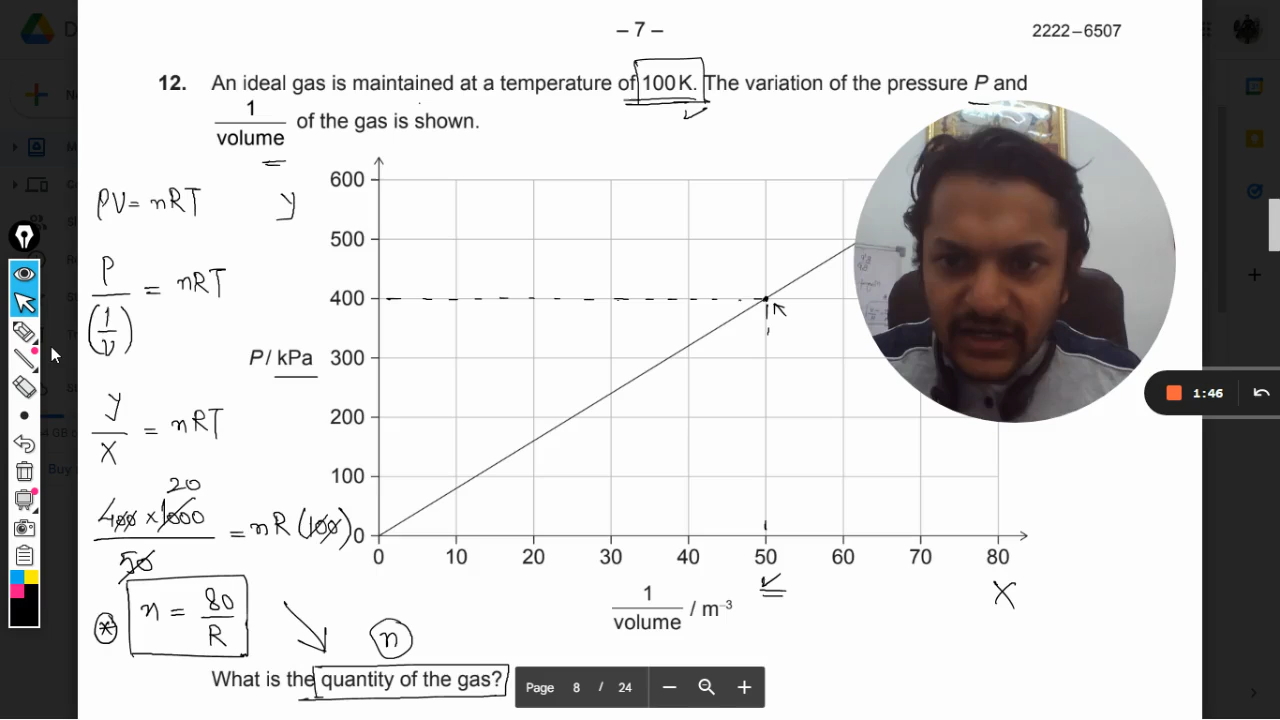 – 7 –
2222 – 6507
12. An ideal gas is maintained at a temperature of 100 K. The variation of the pressure P and
1
volume
of the gas is shown.
PV = nRT
y
P
(1/V)
= nRT
y
x
= nRT
400 × 1000
20
50
= nR (100)
n = 80
R
n
600
500
400
300
200
100
0
P / kPa
0 10 20 30 40 50 60 70 80
x
1
volume
/ m⁻³
What is the quantity of the gas?
Page 8 / 24
1:46
D
Buy